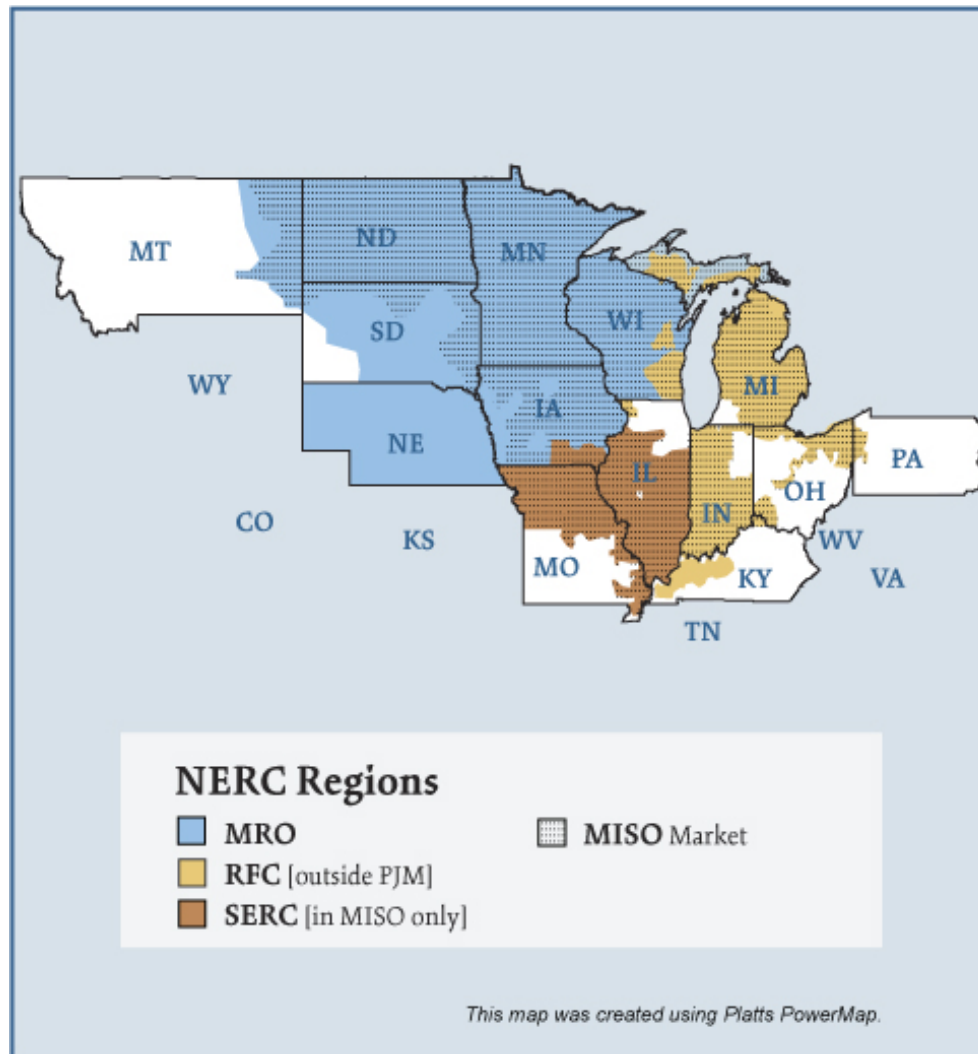 MT
ND
MN
SD
WI
WY
MI
IA
NE
PA
IL
OH
IN
CO
KS
WV
MO
KY
VA
TN
NERC Regions
MRO
MISO Market
RFC [outside PJM]
SERC [in MISO only]
This map was created using Platts PowerMap.